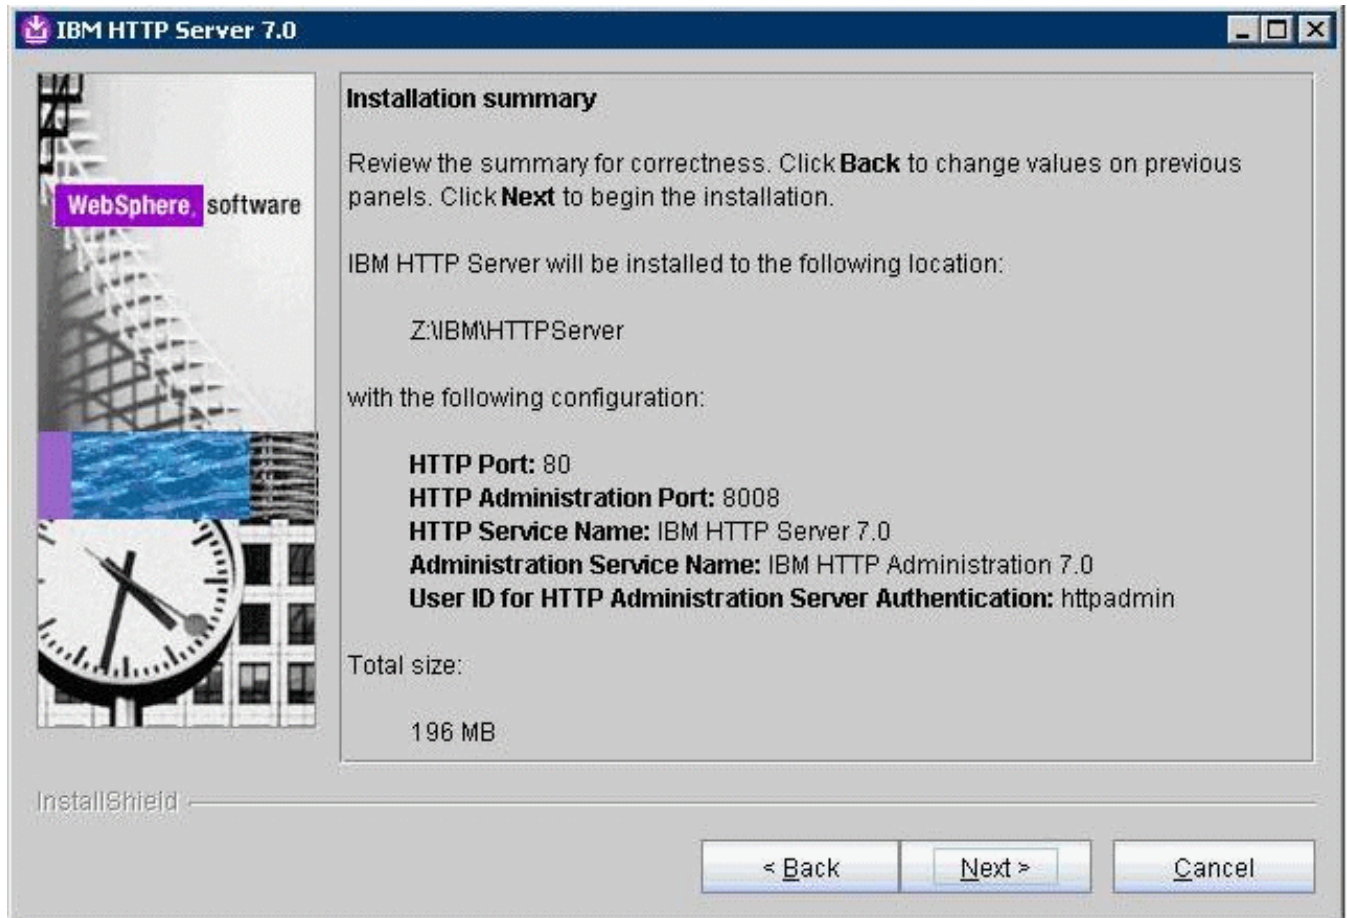 IBM HTTP Server 7.0
WebSphere software
Installation summary
Review the summary for correctness. Click Back to change values on previous
panels. Click Next to begin the installation.
IBM HTTP Server will be installed to the following location:
Z:\IBM\HTTPServer
with the following configuration:
HTTP Port: 80
HTTP Administration Port: 8008
HTTP Service Name: IBM HTTP Server 7.0
Administration Service Name: IBM HTTP Administration 7.0
User ID for HTTP Administration Server Authentication: httpadmin
Total size:
196 MB
InstallShield
< Back Next > Cancel